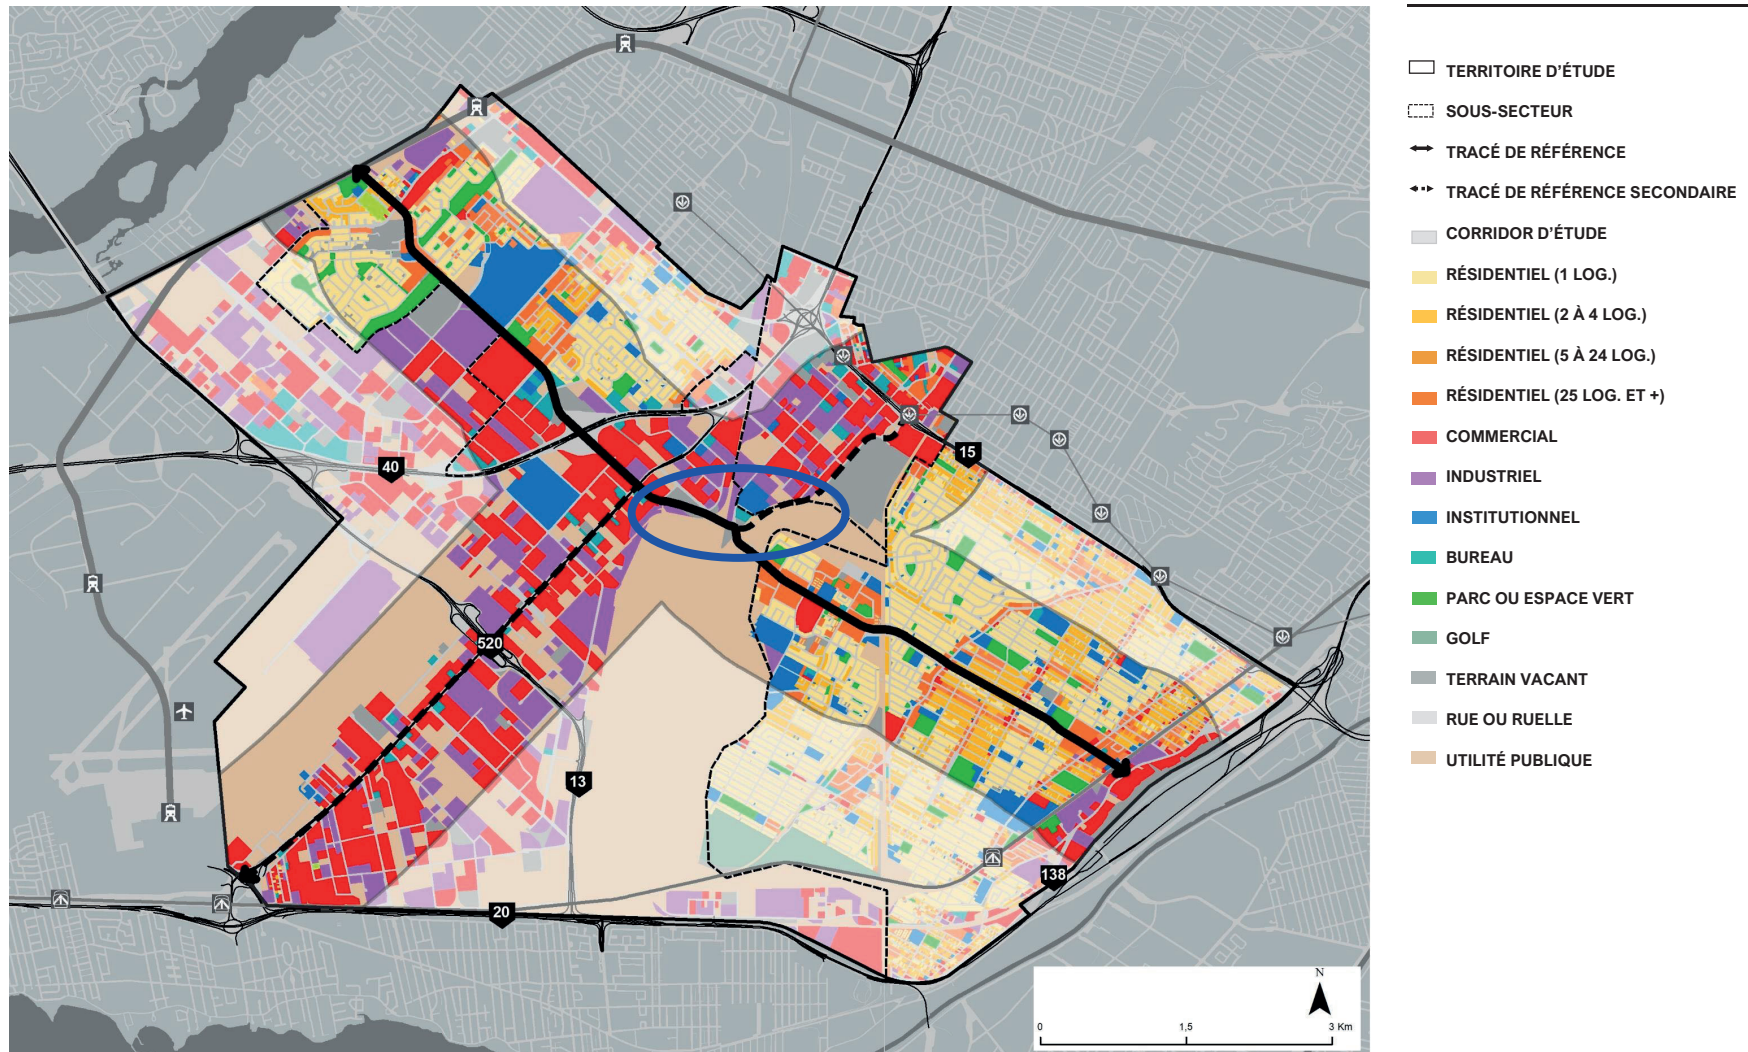 TERRITOIRE D'ÉTUDE
SOUS-SECTEUR
TRACÉ DE RÉFÉRENCE
TRACÉ DE RÉFÉRENCE SECONDAIRE
CORRIDOR D'ÉTUDE
RÉSIDENTIEL (1 LOG.)
RÉSIDENTIEL (2 À 4 LOG.)
RÉSIDENTIEL (5 À 24 LOG.)
RÉSIDENTIEL (25 LOG. ET +)
COMMERCIAL
INDUSTRIEL
INSTITUTIONNEL
BUREAU
PARC OU ESPACE VERT
GOLF
TERRAIN VACANT
RUE OU RUELLE
UTILITÉ PUBLIQUE
15
40
520
13
138
20
N
0 1,5 3 Km